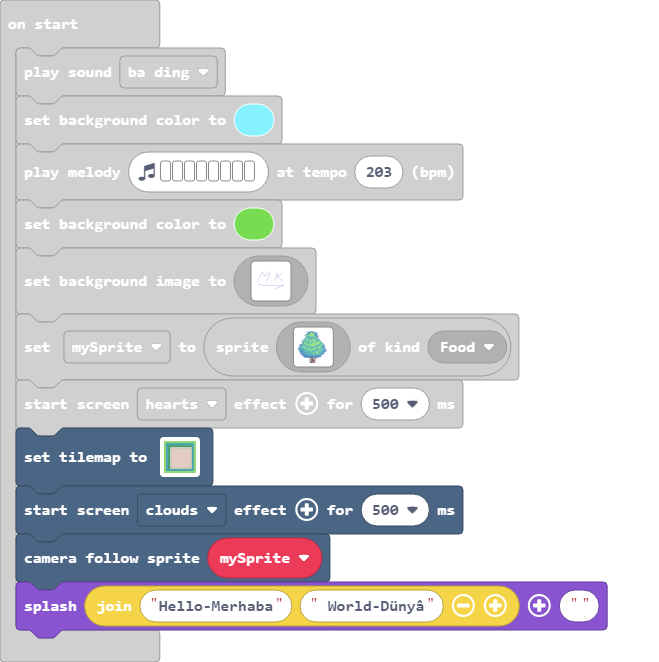 on start
play sound ba ding
set background color to
play melody at tempo 203 (bpm)
set background color to
set background image to MK
set mySprite to sprite of kind Food
start screen hearts effect for 500 ms
set tilemap to
start screen clouds effect for 500 ms
camera follow sprite mySprite
splash join "Hello-Merhaba" " World-Dünyâ" " "